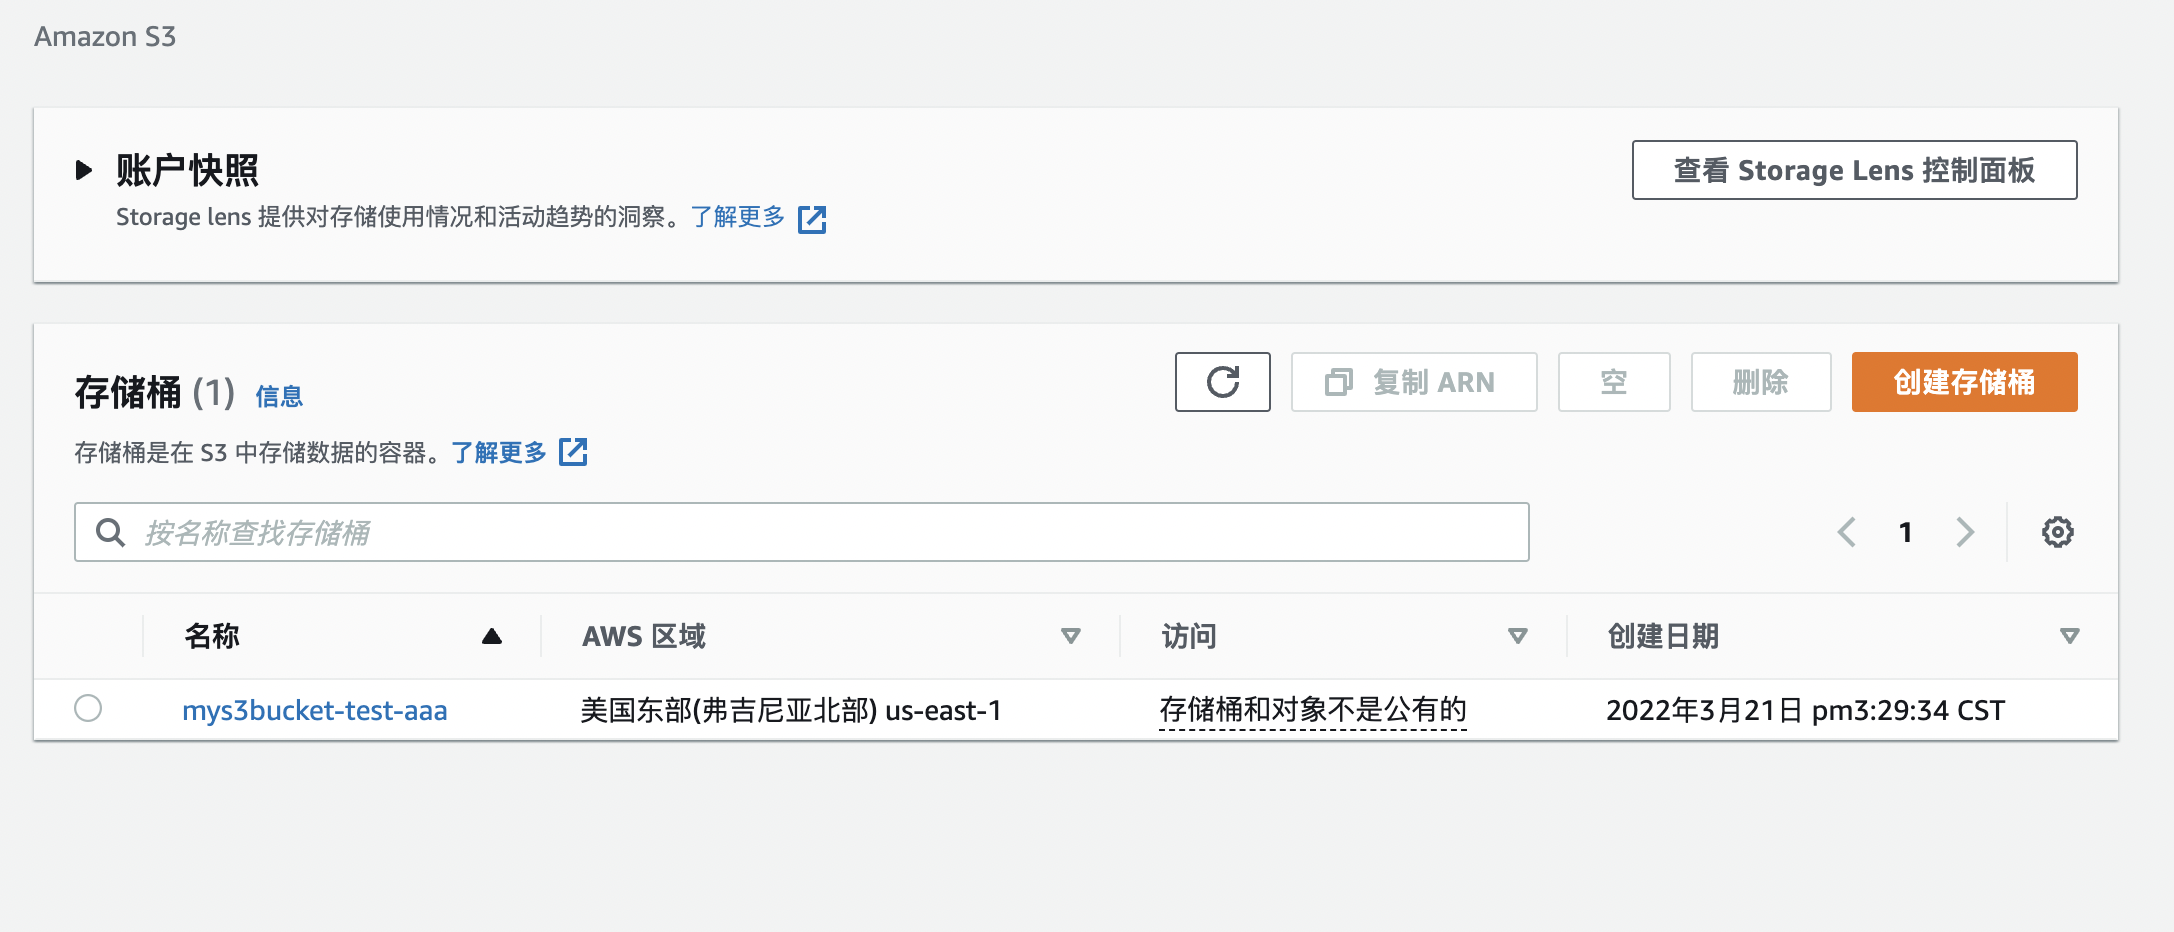 Amazon S3
账户快照
查看 Storage Lens 控制面板
Storage lens 提供对存储使用情况和活动趋势的洞察。了解更多
存储桶 (1) 信息
复制 ARN
空
删除
创建存储桶
存储桶是在 S3 中存储数据的容器。了解更多
按名称查找存储桶
1
名称 AWS 区域 访问 创建日期
mys3bucket-test-aaa 美国东部(弗吉尼亚北部) us-east-1 存储桶和对象不是公有的 2022年3月21日 pm3:29:34 CST